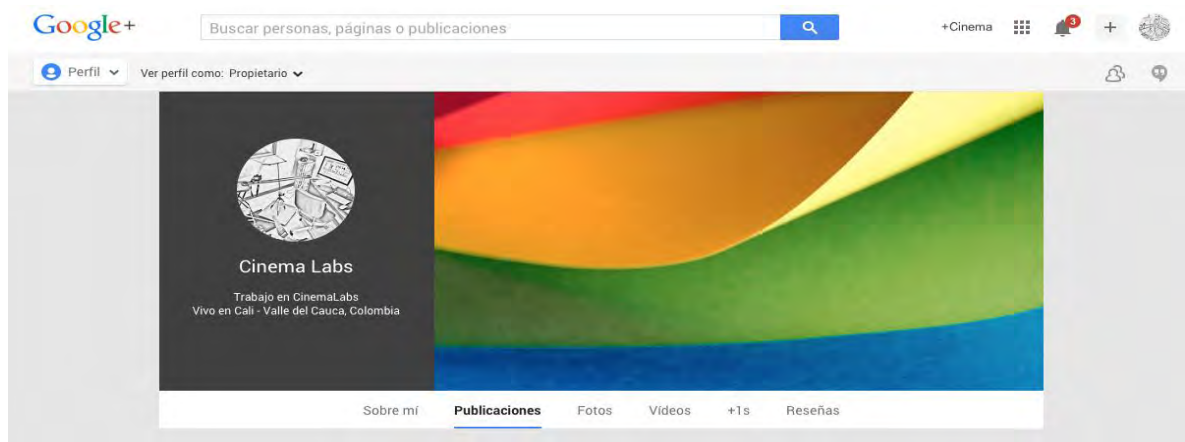 Google+
Buscar personas, páginas o publicaciones
+Cinema
3
Perfil
Ver perfil como: Propietario
Cinema Labs
Trabajo en CinemaLabs
Vivo en Cali - Valle del Cauca, Colombia
Sobre mí Publicaciones Fotos Vídeos +1s Reseñas